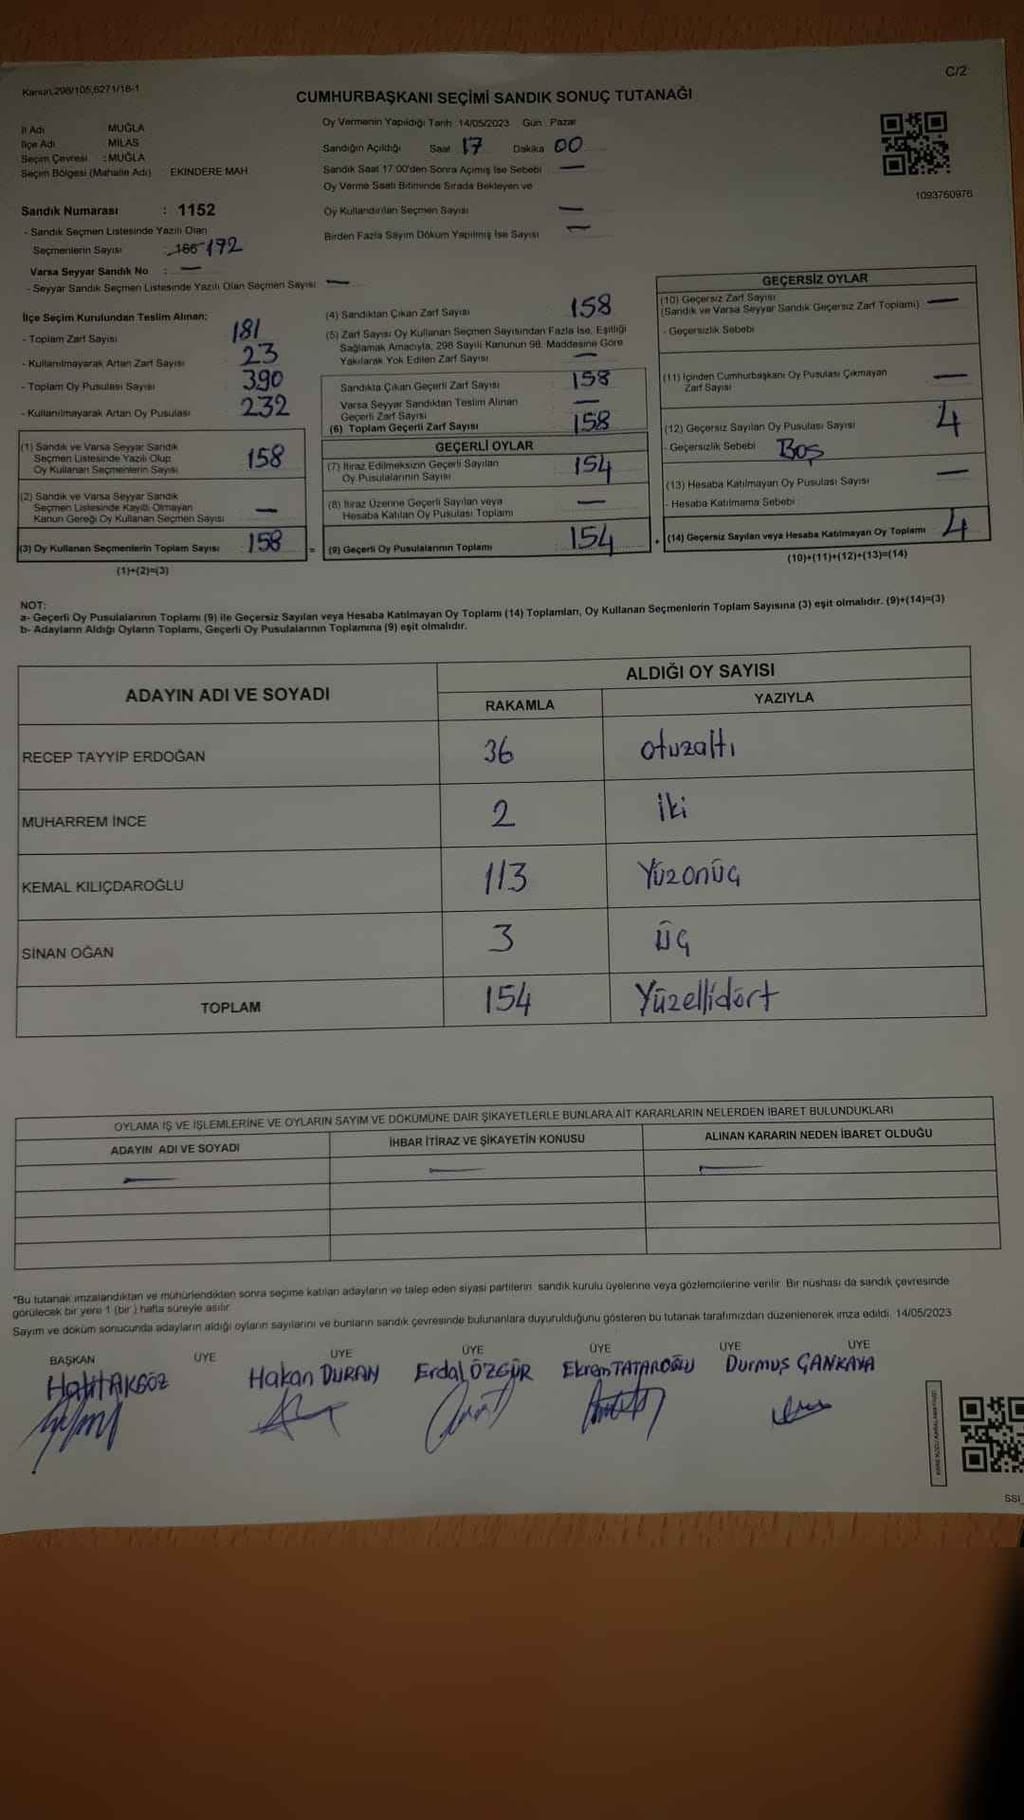 C/2
Kanun,298/105,6271/18-1
CUMHURBAŞKANI SEÇİMİ SANDIK SONUÇ TUTANAĞI
İl Adı MUĞLA
İlçe Adı MİLAS
Seçim Çevresi : MUĞLA
Seçim Bölgesi (Mahalle Adı) EKİNDERE MAH
Sandık Numarası : 1152
- Sandık Seçmen Listesinde Yazılı Olan
Seçmenlerin Sayısı 192
Varsa Seyyar Sandık No : —
- Seyyar Sandık Seçmen Listesinde Yazılı Olan Seçmen Sayısı —
Oy Vermenin Yapıldığı Tarih 14/05/2023 Gün Pazar
Sandığın Açıldığı Saat 17 Dakika 00
Sandık Saat 17:00'den Sonra Açımış İse Sebebi —
Oy Verme Saati Bitiminde Sırada Bekleyen ve
Oy Kullandırılan Seçmen Sayısı —
Birden Fazla Sayım Döküm Yapılmış İse Sayısı —
1093760976
İlçe Seçim Kurulundan Teslim Alınan:
- Toplam Zarf Sayısı 181
- Kullanılmayarak Artan Zarf Sayısı 23
- Toplam Oy Pusulası Sayısı 390
- Kullanılmayarak Artan Oy Pusulası 232
(1) Sandık ve Varsa Seyyar Sandık
Seçmen Listesinde Yazılı Olup
Oy Kullanan Seçmenlerin Sayısı 158
(2) Sandık ve Varsa Seyyar Sandık
Seçmen Listesinde Kayıtlı Olmayan
Kanun Gereği Oy Kullanan Seçmen Sayısı —
(3) Oy Kullanan Seçmenlerin Toplam Sayısı 158 =
(1)+(2)=(3)
(4) Sandıktan Çıkan Zarf Sayısı 158
(5) Zarf Sayısı Oy Kullanan Seçmen Sayısından Fazla İse, Eşitliği
Sağlamak Amacıyla, 298 Sayılı Kanunun 98. Maddesine Göre
Yakılarak Yok Edilen Zarf Sayısı —
Sandıkta Çıkan Geçerli Zarf Sayısı 158
Varsa Seyyar Sandıktan Teslim Alınan
Geçerli Zarf Sayısı —
(6) Toplam Geçerli Zarf Sayısı 158
GEÇERLİ OYLAR
(7) İtiraz Edilmeksizin Geçerli Sayılan
Oy Pusulalarının Sayısı 154
(8) İtiraz Üzerine Geçerli Sayılan veya
Hesaba Katılan Oy Pusulası Toplamı —
(9) Geçerli Oy Pusulalarının Toplamı 154
GEÇERSİZ OYLAR
(10) Geçersiz Zarf Sayısı
(Sandık ve Varsa Seyyar Sandık Geçersiz Zarf Toplamı) —
- Geçersizlik Sebebi
(11) İçinden Cumhurbaşkanı Oy Pusulası Çıkmayan
Zarf Sayısı —
(12) Geçersiz Sayılan Oy Pusulası Sayısı 4
- Geçersizlik Sebebi Boş
(13) Hesaba Katılmayan Oy Pusulası Sayısı —
- Hesaba Katılmama Sebebi
(14) Geçersiz Sayılan veya Hesaba Katılmayan Oy Toplamı 4
(10)+(11)+(12)+(13)=(14)
NOT:
a- Geçerli Oy Pusulalarının Toplamı (9) ile Geçersiz Sayılan veya Hesaba Katılmayan Oy Toplamı (14) Toplamları, Oy Kullanan Seçmenlerin Toplam Sayısına (3) eşit olmalıdır. (9)+(14)=(3)
b- Adayların Aldığı Oyların Toplamı, Geçerli Oy Pusulalarının Toplamına (9) eşit olmalıdır.
ADAYIN ADI VE SOYADI ALDIĞI OY SAYISI
RAKAMLA YAZIYLA
RECEP TAYYİP ERDOĞAN 36 otuzaltı
MUHARREM İNCE 2 iki
KEMAL KILIÇDAROĞLU 113 Yüzonüç
SİNAN OĞAN 3 üç
TOPLAM 154 Yüzellidört
OYLAMA İŞ VE İŞLEMLERİNE VE OYLARIN SAYIM VE DÖKÜMÜNE DAİR ŞİKAYETLERLE BUNLARA AİT KARARLARIN NELERDEN İBARET BULUNDUKLARI
ADAYIN ADI VE SOYADI İHBAR İTİRAZ VE ŞİKAYETİN KONUSU ALINAN KARARIN NEDEN İBARET OLDUĞU
— — —
*Bu tutanak imzalandıktan ve mühürlendikten sonra seçime katılan adayların ve talep eden siyasi partilerin sandık kurulu üyelerine veya gözlemcilerine verilir. Bir nüshası da sandık çevresinde
görülecek bir yere 1 (bir) hafta süreyle asılır.
Sayım ve döküm sonucunda adayların aldığı oyların sayılarını ve bunların sandık çevresinde bulunanlara duyurulduğunu gösteren bu tutanak tarafımızdan düzenlenerek imza edildi. 14/05/2023
BAŞKAN ÜYE ÜYE ÜYE ÜYE ÜYE ÜYE
Halit AKGÖZ Hakan DURAN Erdal ÖZGÜR Ekrem TATAROĞLU Durmuş ÇANKAYA
SSI